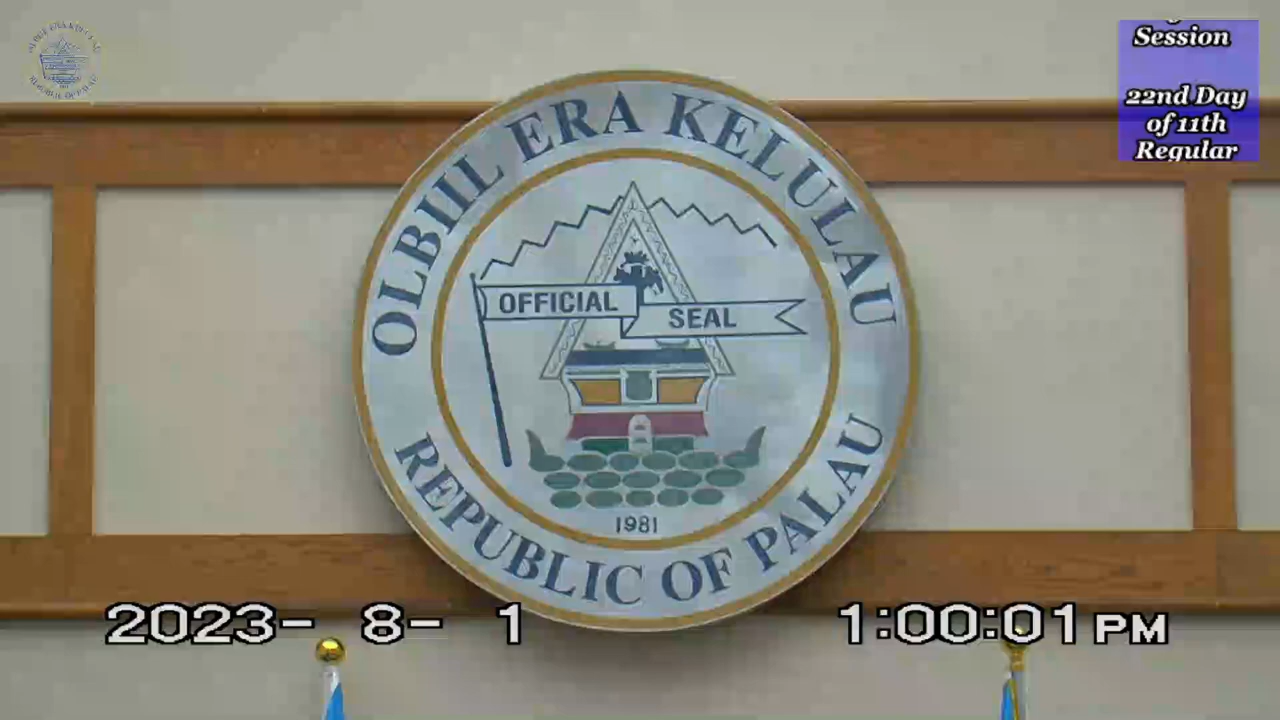 Session
22nd Day
of 11th
Regular
OLBIIL ERA KELULAU
OFFICIAL SEAL
1981
REPUBLIC OF PALAU
2023- 8- 1
1:00:01 PM